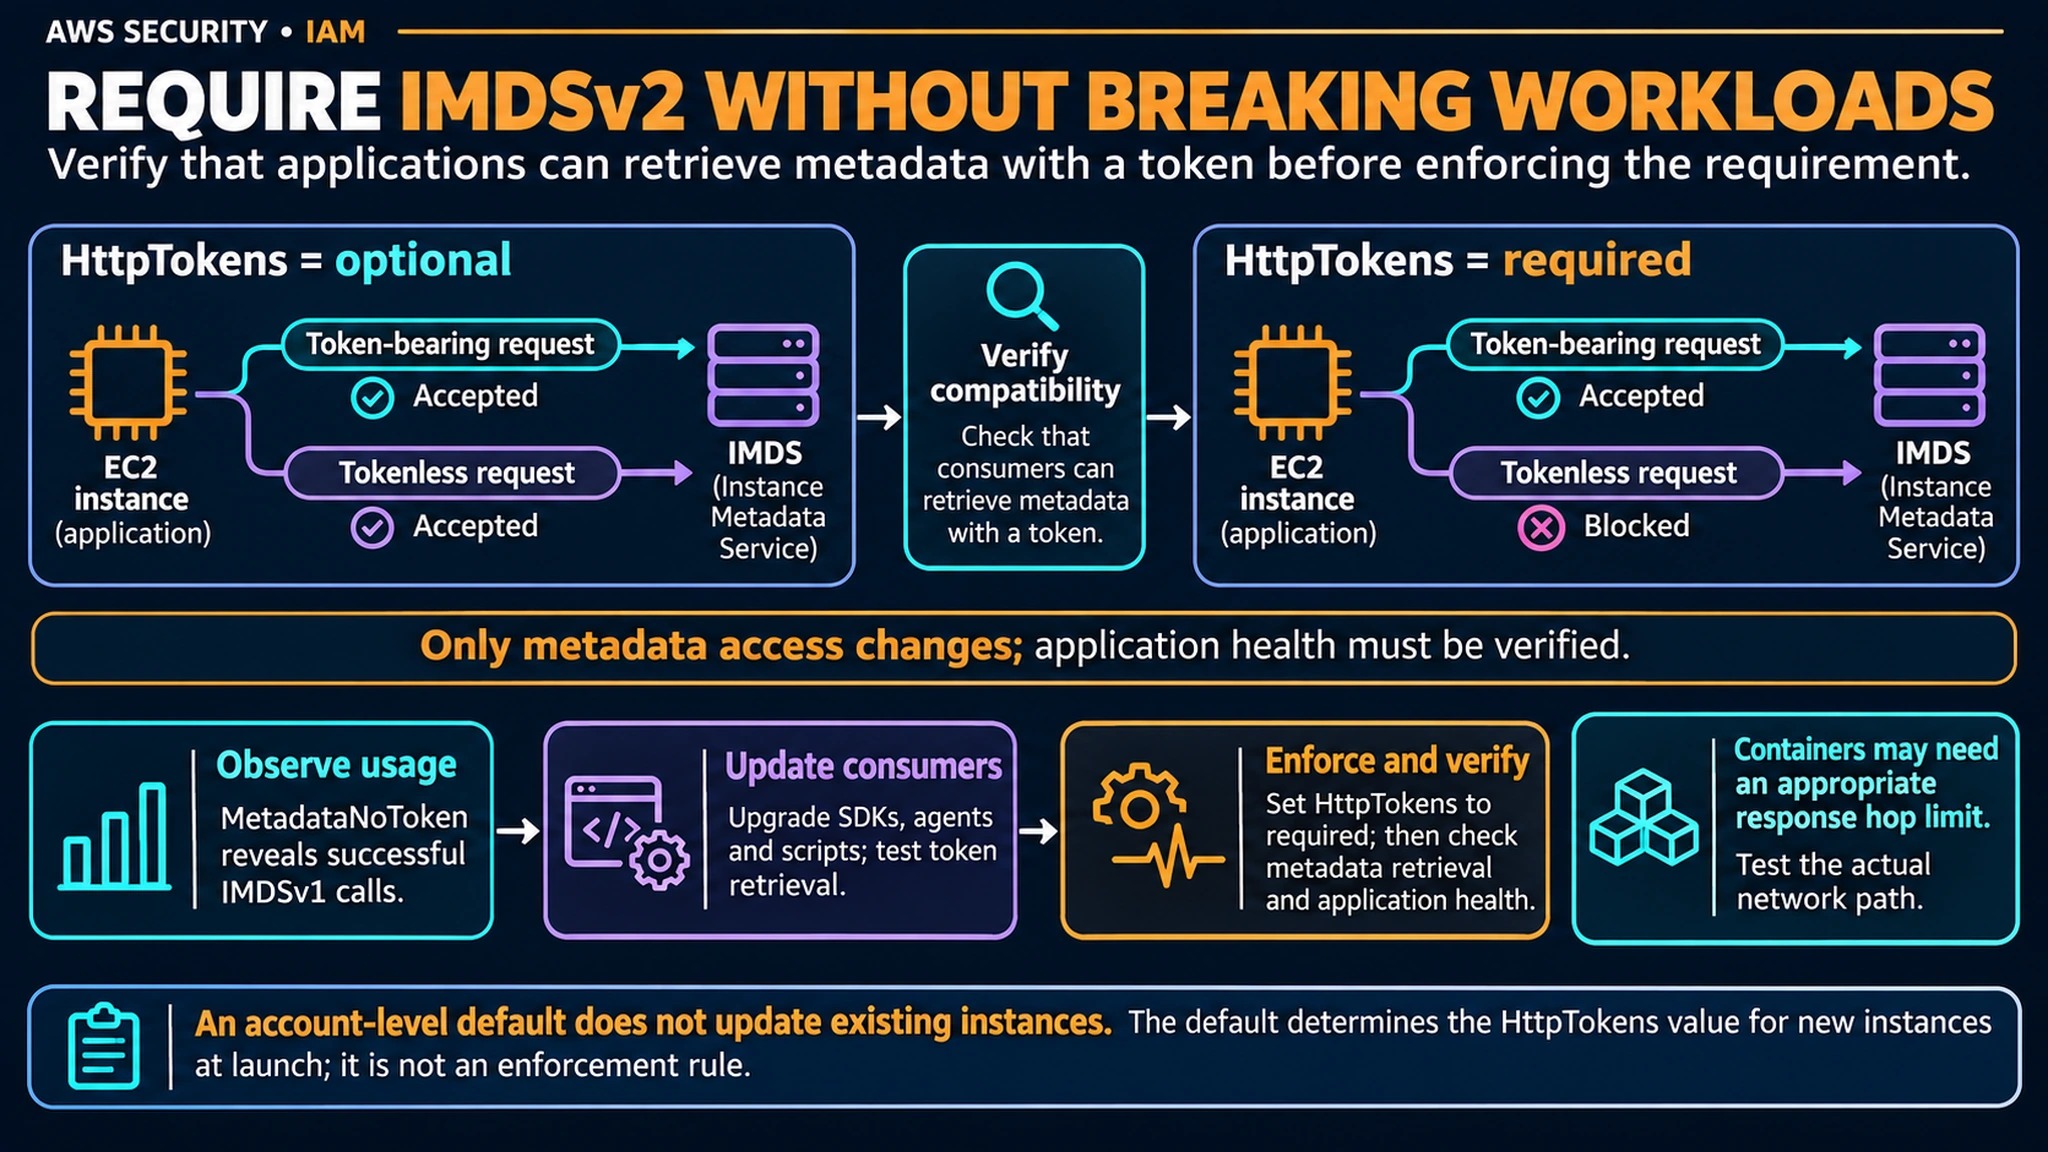 AWS SECURITY • IAM
REQUIRE IMDSv2 WITHOUT BREAKING WORKLOADS
Verify that applications can retrieve metadata with a token before enforcing the requirement.
HttpTokens = optional
Token-bearing request
Accepted
Tokenless request
Accepted
EC2
instance
(application)
IMDS
(Instance
Metadata
Service)
Verify
compatibility
Check that
consumers can
retrieve metadata
with a token.
HttpTokens = required
Token-bearing request
Accepted
Tokenless request
Blocked
EC2
instance
(application)
IMDS
(Instance
Metadata
Service)
Only metadata access changes; application health must be verified.
Observe usage
MetadataNoToken
reveals successful
IMDSv1 calls.
Update consumers
Upgrade SDKs, agents
and scripts; test token
retrieval.
Enforce and verify
Set HttpTokens to
required; then check
metadata retrieval
and application health.
Containers may need
an appropriate
response hop limit.
Test the actual
network path.
An account-level default does not update existing instances. The default determines the HttpTokens value for new instances
at launch; it is not an enforcement rule.